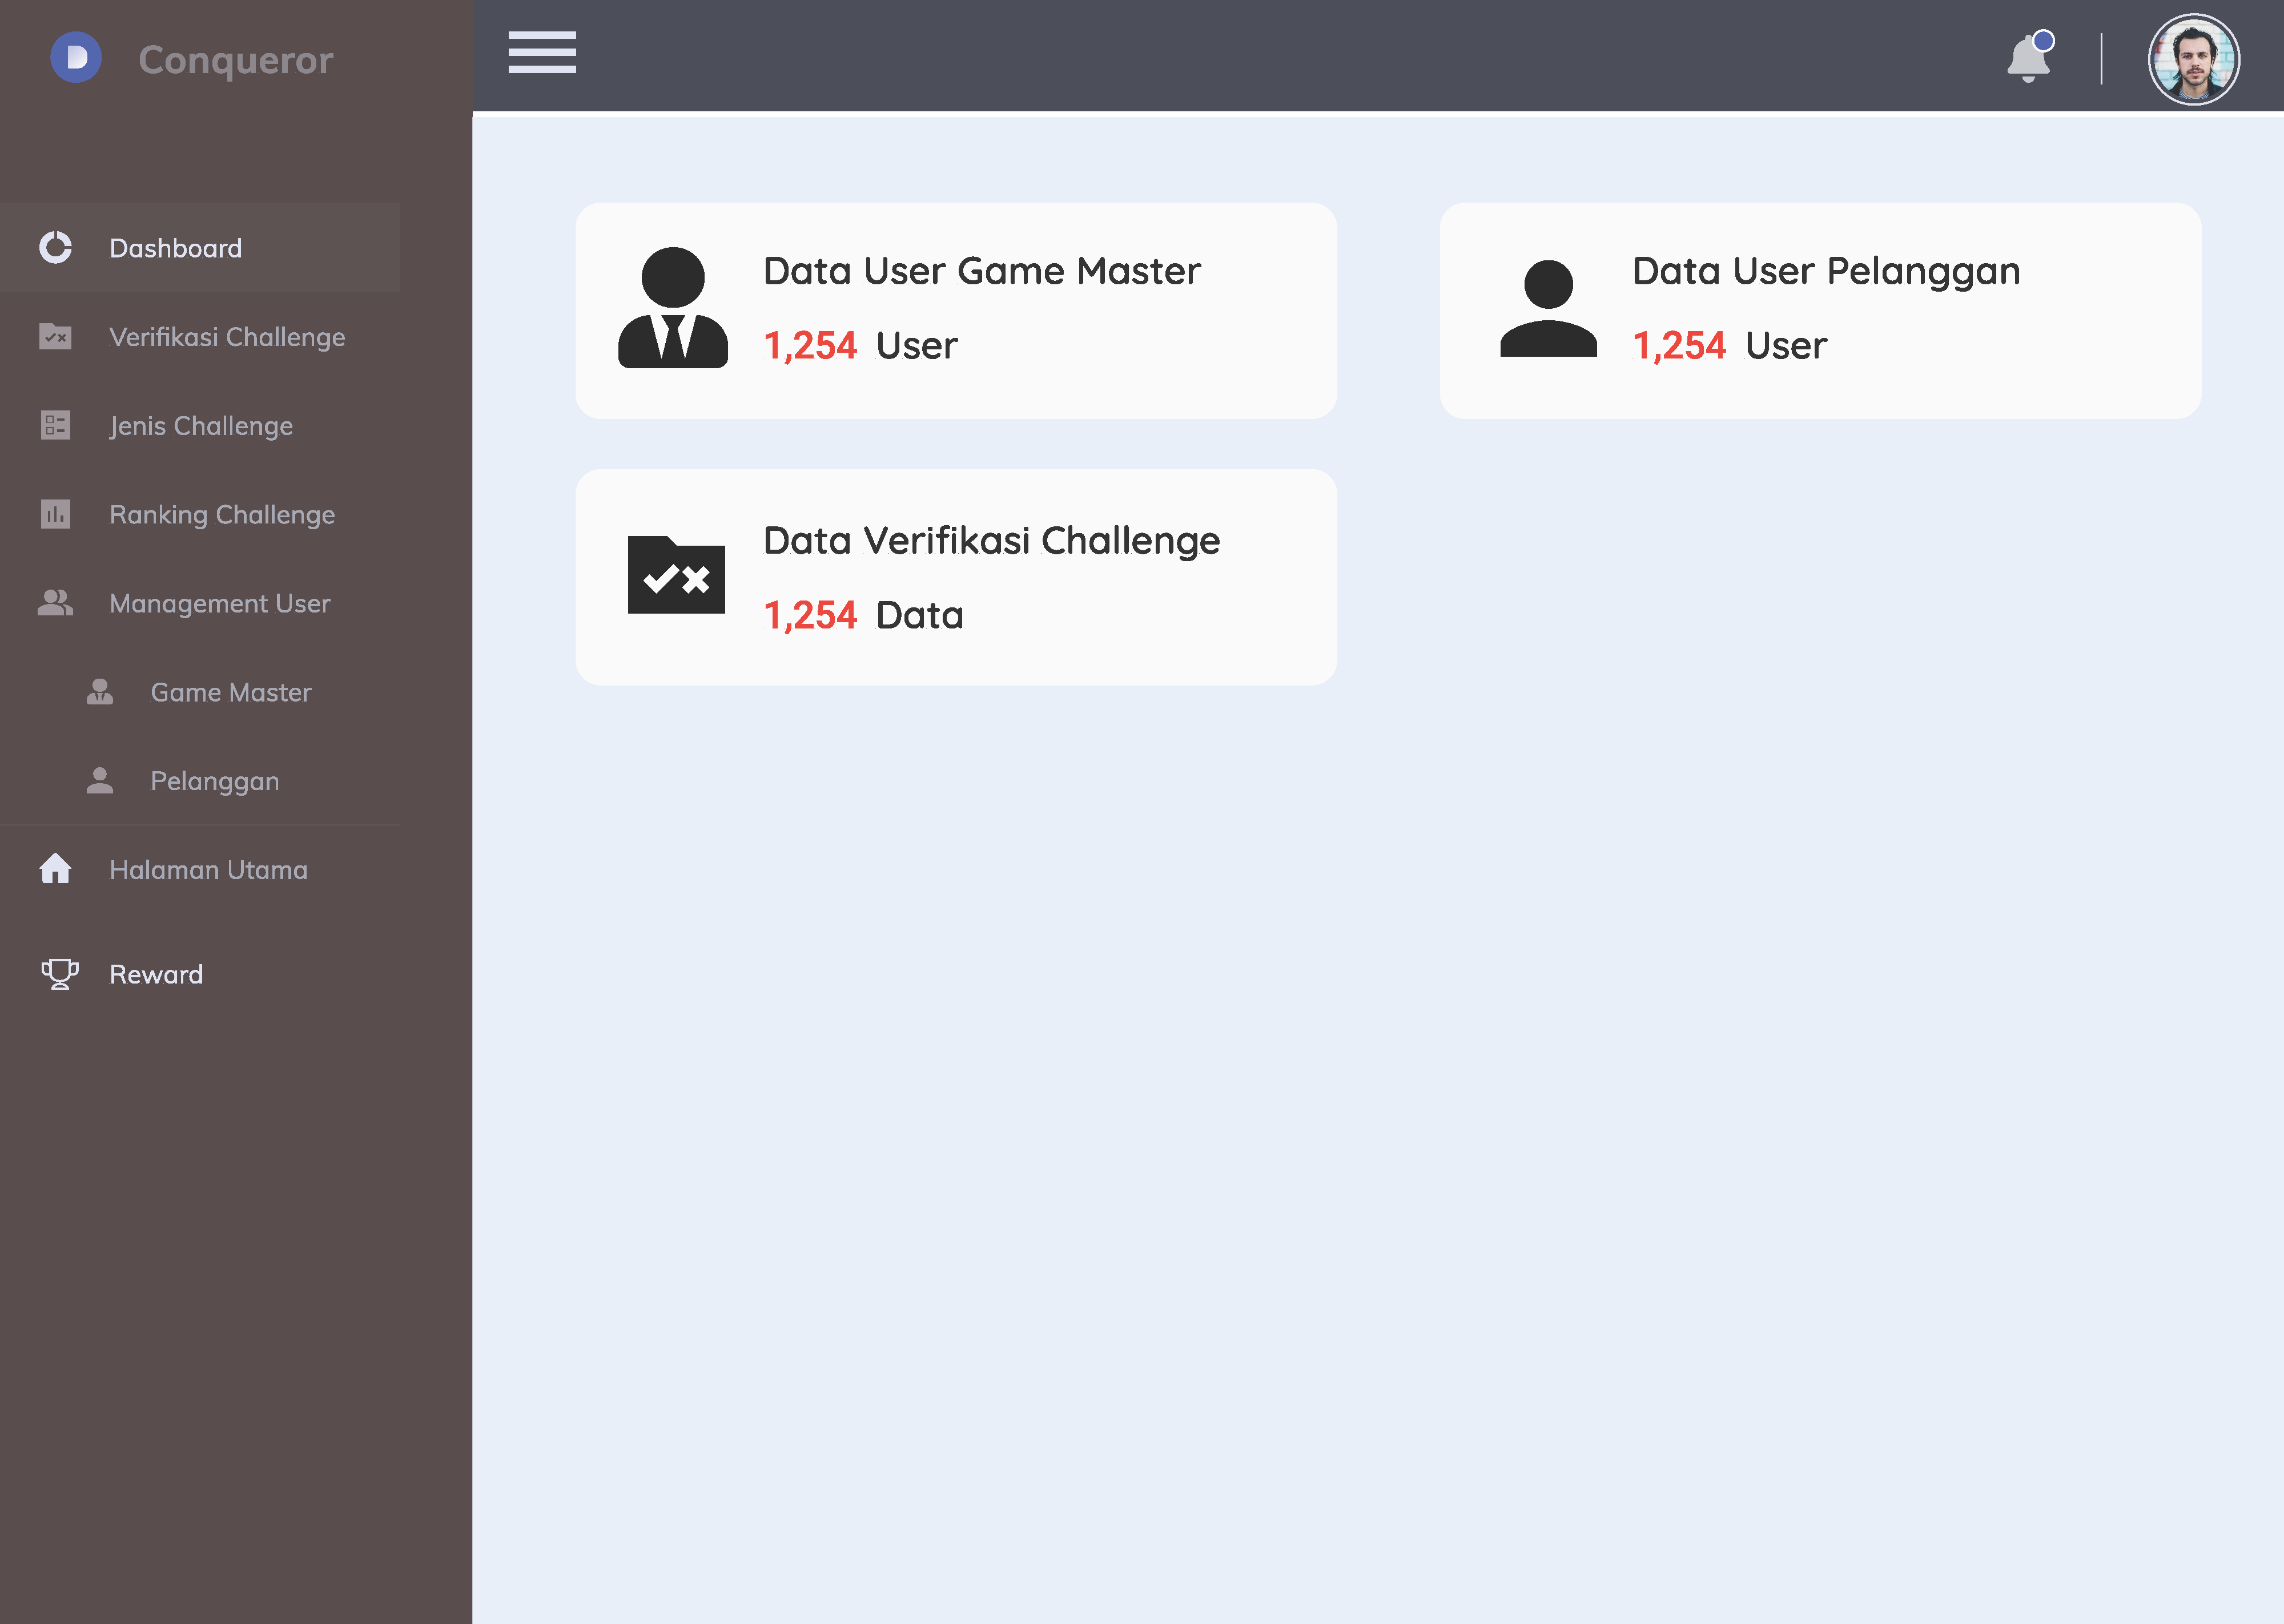 D Conqueror
Dashboard
Verifikasi Challenge
Jenis Challenge
Ranking Challenge
Management User
Game Master
Pelanggan
Halaman Utama
Reward
Data User Game Master
1,254 User
Data User Pelanggan
1,254 User
Data Verifikasi Challenge
1,254 Data